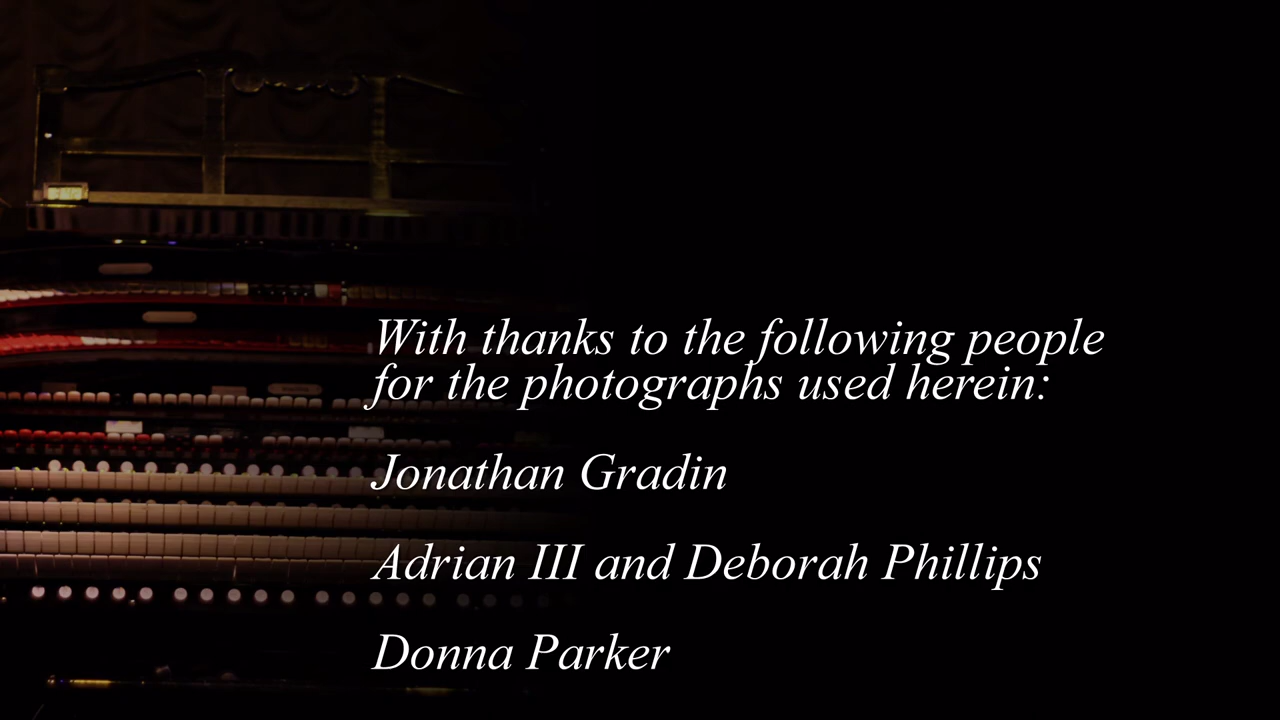 With thanks to the following people
for the photographs used herein:
Jonathan Gradin
Adrian III and Deborah Phillips
Donna Parker